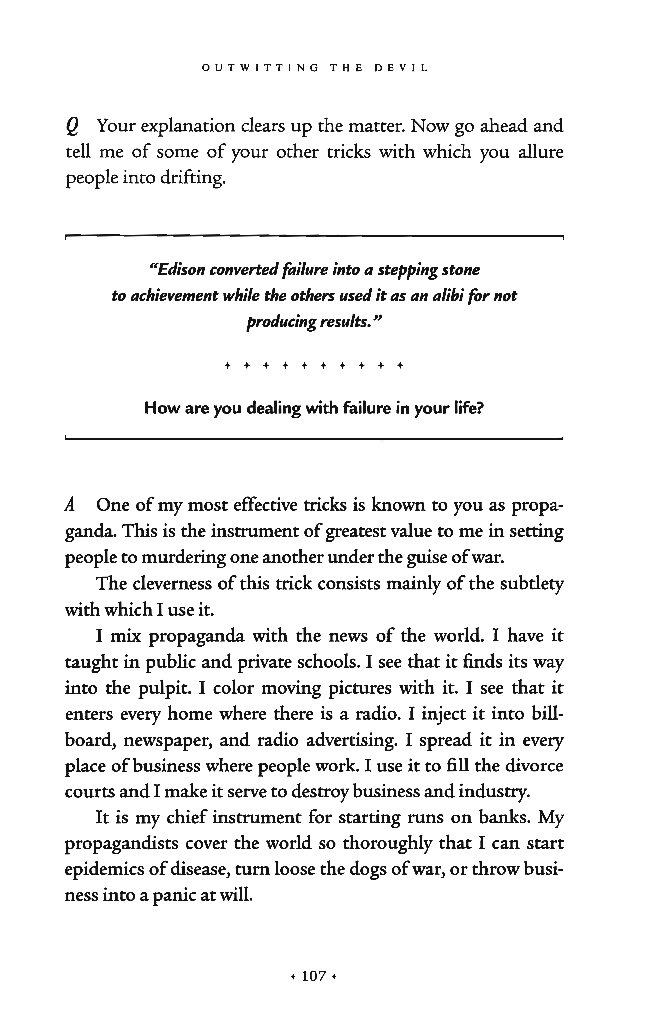 OUTWITTING THE DEVIL
Q Your explanation clears up the matter. Now go ahead and
tell me of some of your other tricks with which you allure
people into drifting.
“Edison converted failure into a stepping stone
to achievement while the others used it as an alibi for not
producing results.”
How are you dealing with failure in your life?
A One of my most effective tricks is known to you as propa-
ganda. This is the instrument of greatest value to me in setting
people to murdering one another under the guise of war.
The cleverness of this trick consists mainly of the subtlety
with which I use it.
I mix propaganda with the news of the world. I have it
taught in public and private schools. I see that it finds its way
into the pulpit. I color moving pictures with it. I see that it
enters every home where there is a radio. I inject it into bill-
board, newspaper, and radio advertising. I spread it in every
place of business where people work. I use it to fill the divorce
courts and I make it serve to destroy business and industry.
It is my chief instrument for starting runs on banks. My
propagandists cover the world so thoroughly that I can start
epidemics of disease, turn loose the dogs of war, or throw busi-
ness into a panic at will.
• 107 •